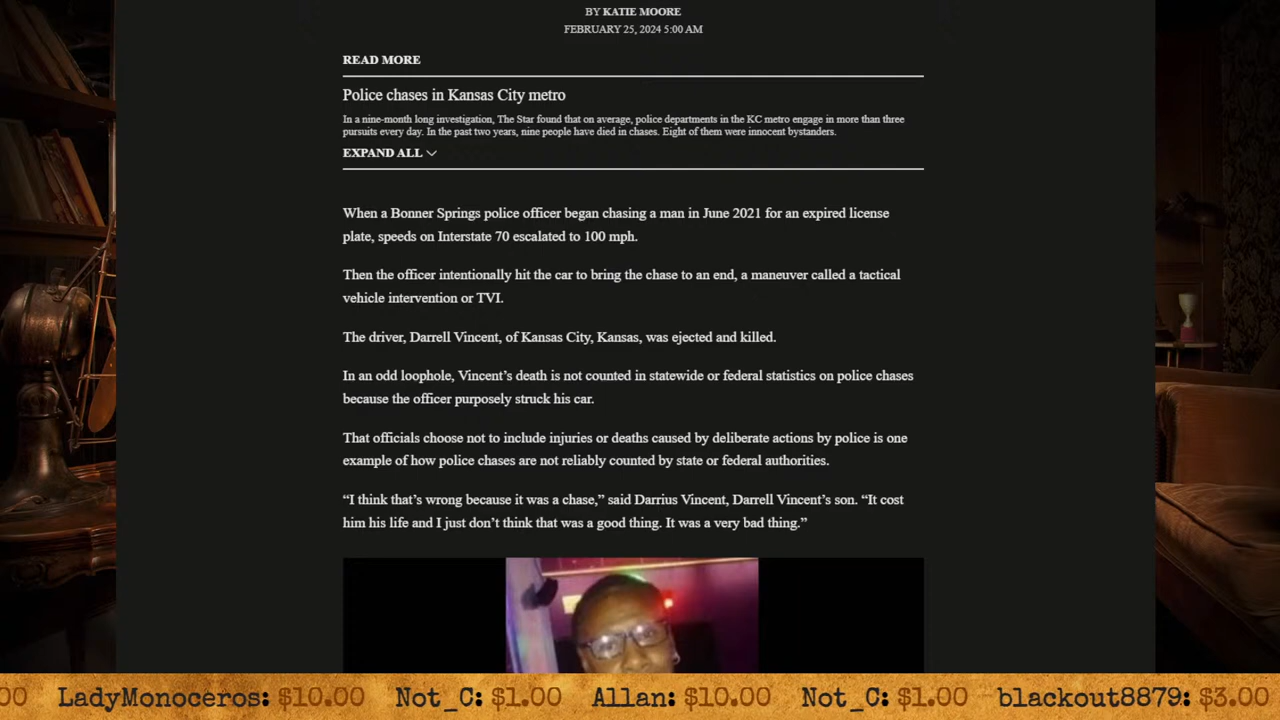 BY KATIE MOORE
FEBRUARY 25, 2024 5:00 AM
READ MORE
Police chases in Kansas City metro
In a nine-month long investigation, The Star found that on average, police departments in the KC metro engage in more than three
pursuits every day. In the past two years, nine people have died in chases. Eight of them were innocent bystanders.
EXPAND ALL
When a Bonner Springs police officer began chasing a man in June 2021 for an expired license
plate, speeds on Interstate 70 escalated to 100 mph.
Then the officer intentionally hit the car to bring the chase to an end, a maneuver called a tactical
vehicle intervention or TVI.
The driver, Darrell Vincent, of Kansas City, Kansas, was ejected and killed.
In an odd loophole, Vincent’s death is not counted in statewide or federal statistics on police chases
because the officer purposely struck his car.
That officials choose not to include injuries or deaths caused by deliberate actions by police is one
example of how police chases are not reliably counted by state or federal authorities.
“I think that’s wrong because it was a chase,” said Darrius Vincent, Darrell Vincent’s son. “It cost
him his life and I just don’t think that was a good thing. It was a very bad thing.”
00 LadyMonoceros: $10.00 Not_C: $1.00 Allan: $10.00 Not_C: $1.00 blackout8879: $3.00